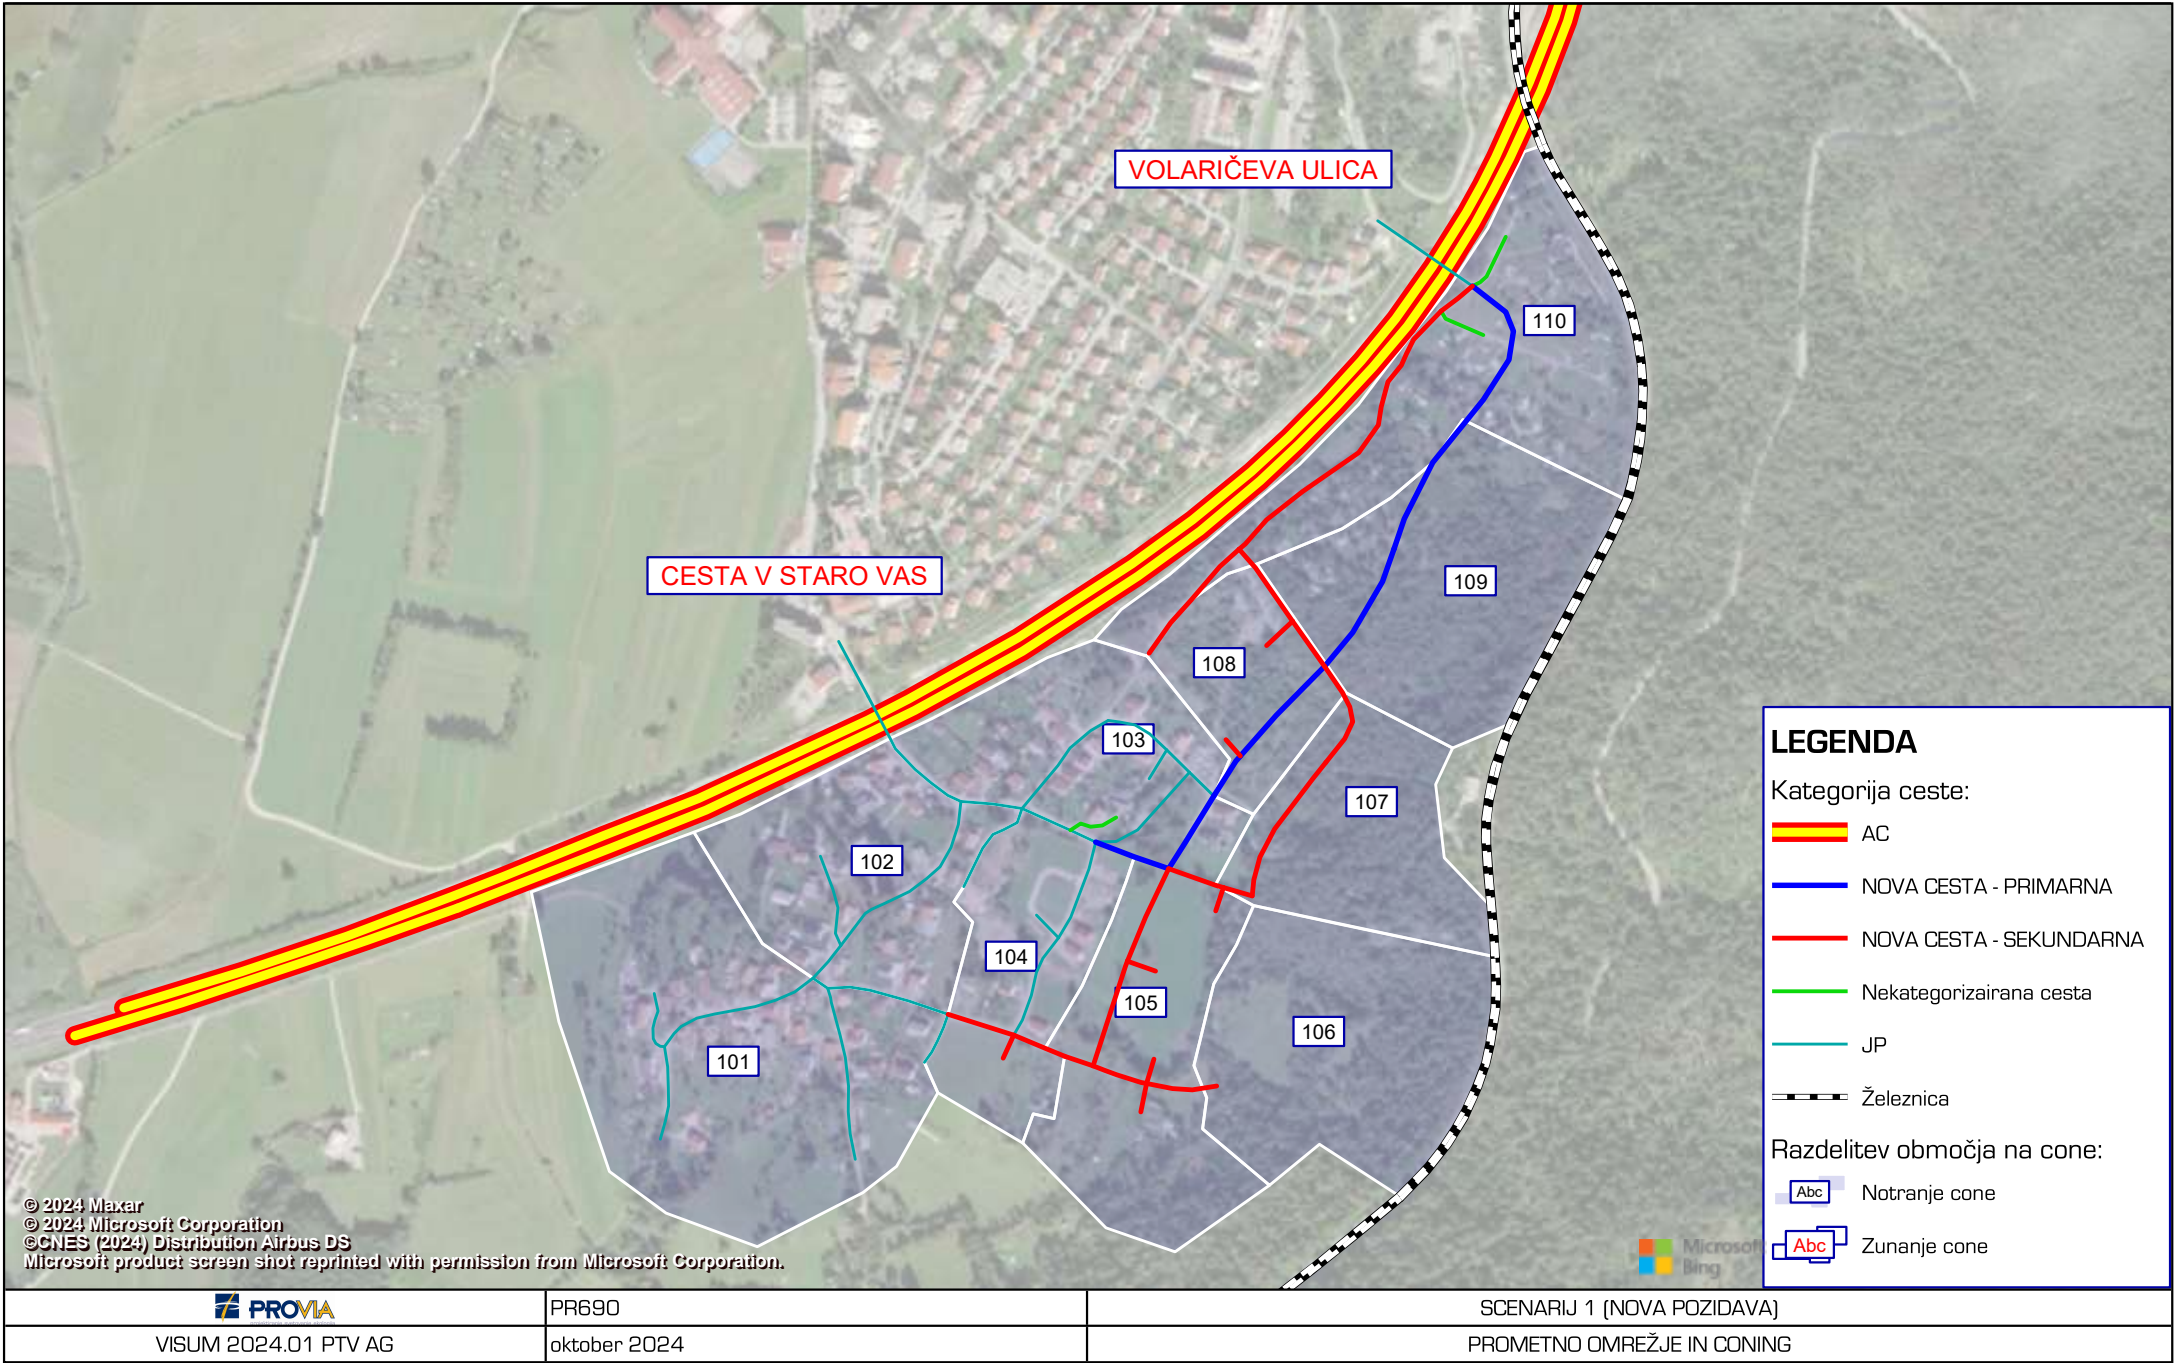 VOLARIČEVA ULICA
110
CESTA V STARO VAS
109
108
103
107
102
104
105
106
101
LEGENDA
Kategorija ceste:
AC
NOVA CESTA - PRIMARNA
NOVA CESTA - SEKUNDARNA
Nekategorizairana cesta
JP
Železnica
Razdelitev območja na cone:
Abc Notranje cone
Abc Zunanje cone
© 2024 Maxar
© 2024 Microsoft Corporation
©CNES (2024) Distribution Airbus DS
Microsoft product screen shot reprinted with permission from Microsoft Corporation.
Microsoft
Bing
PROVIA
PR690
SCENARIJ 1 (NOVA POZIDAVA)
VISUM 2024.01 PTV AG
oktober 2024
PROMETNO OMREŽJE IN CONING